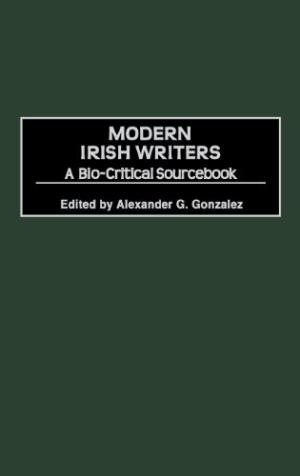 MODERN
IRISH WRITERS
A Bio-Critical Sourcebook
Edited by Alexander G. Gonzalez